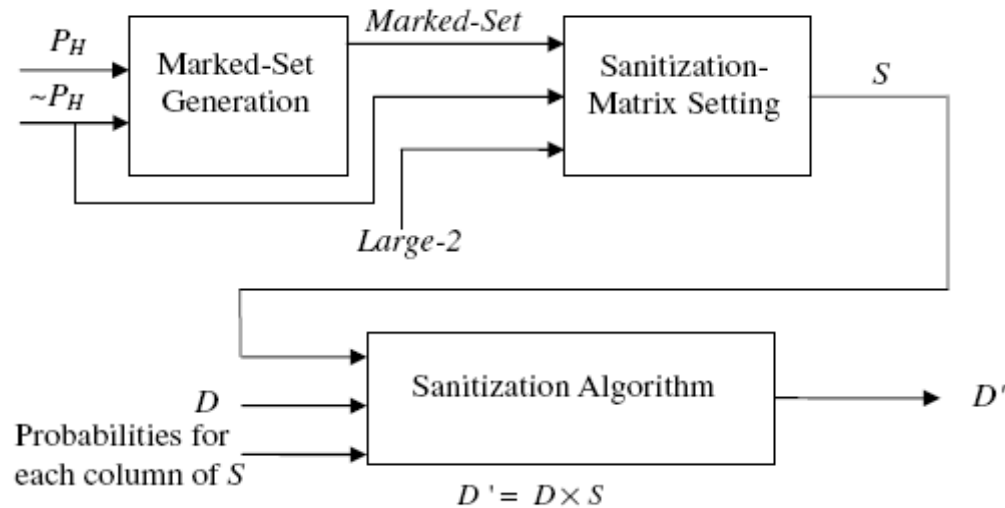 P_H
~P_H
Marked-Set
Generation
Marked-Set
Sanitization-
Matrix Setting
S
Large-2
D
Probabilities for
each column of S
Sanitization Algorithm
D'
D ' = D × S